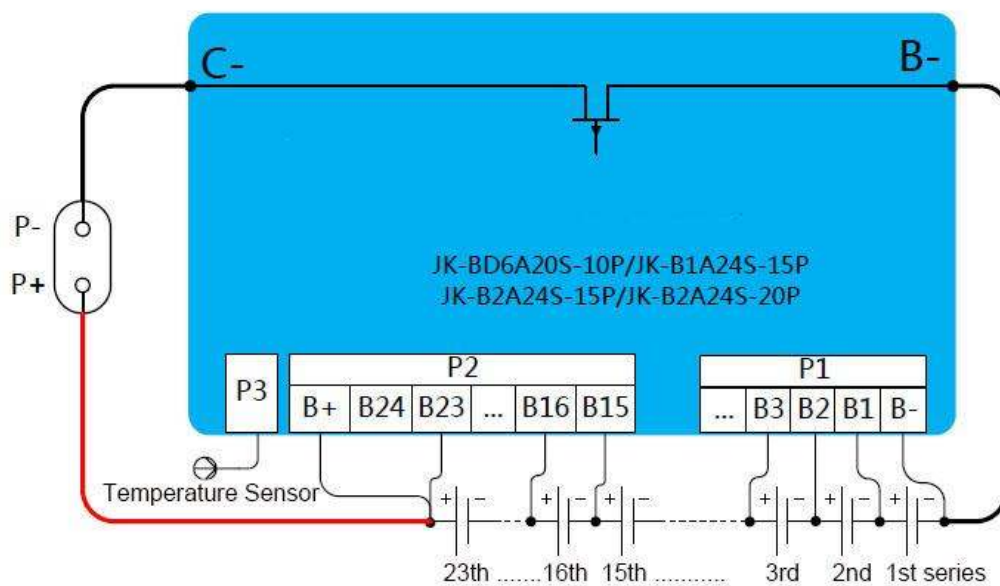 C- B-
P-
P+
JK-BD6A20S-10P/JK-B1A24S-15P
JK-B2A24S-15P/JK-B2A24S-20P
P3 P2 P1
B+ B24 B23 ... B16 B15 ... B3 B2 B1 B-
Temperature Sensor
+ - + - + - + - + - + -
23th .......16th 15th ........... 3rd 2nd 1st series